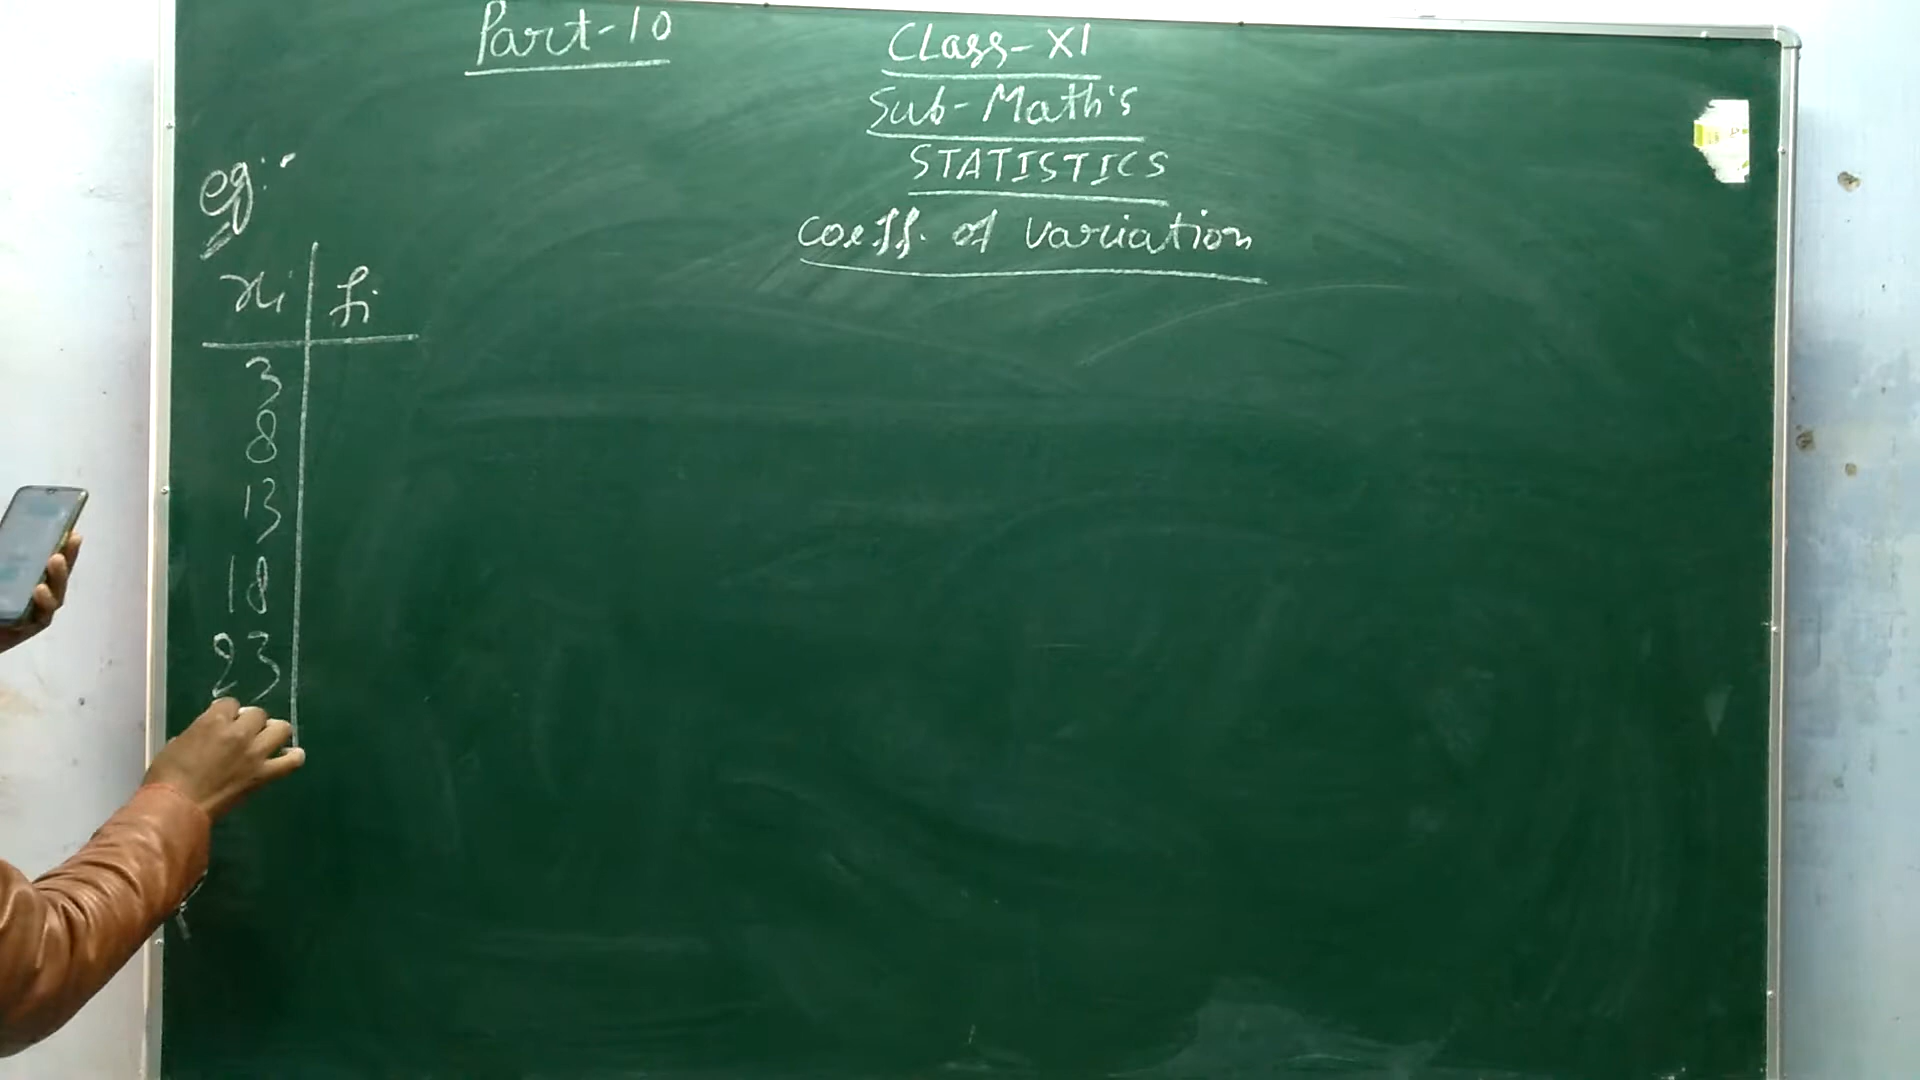 Part-10
Class-XI
Sub-Math's
STATISTICS
Coeff. of Variation
eg:-
xi fi
3
8
13
18
23